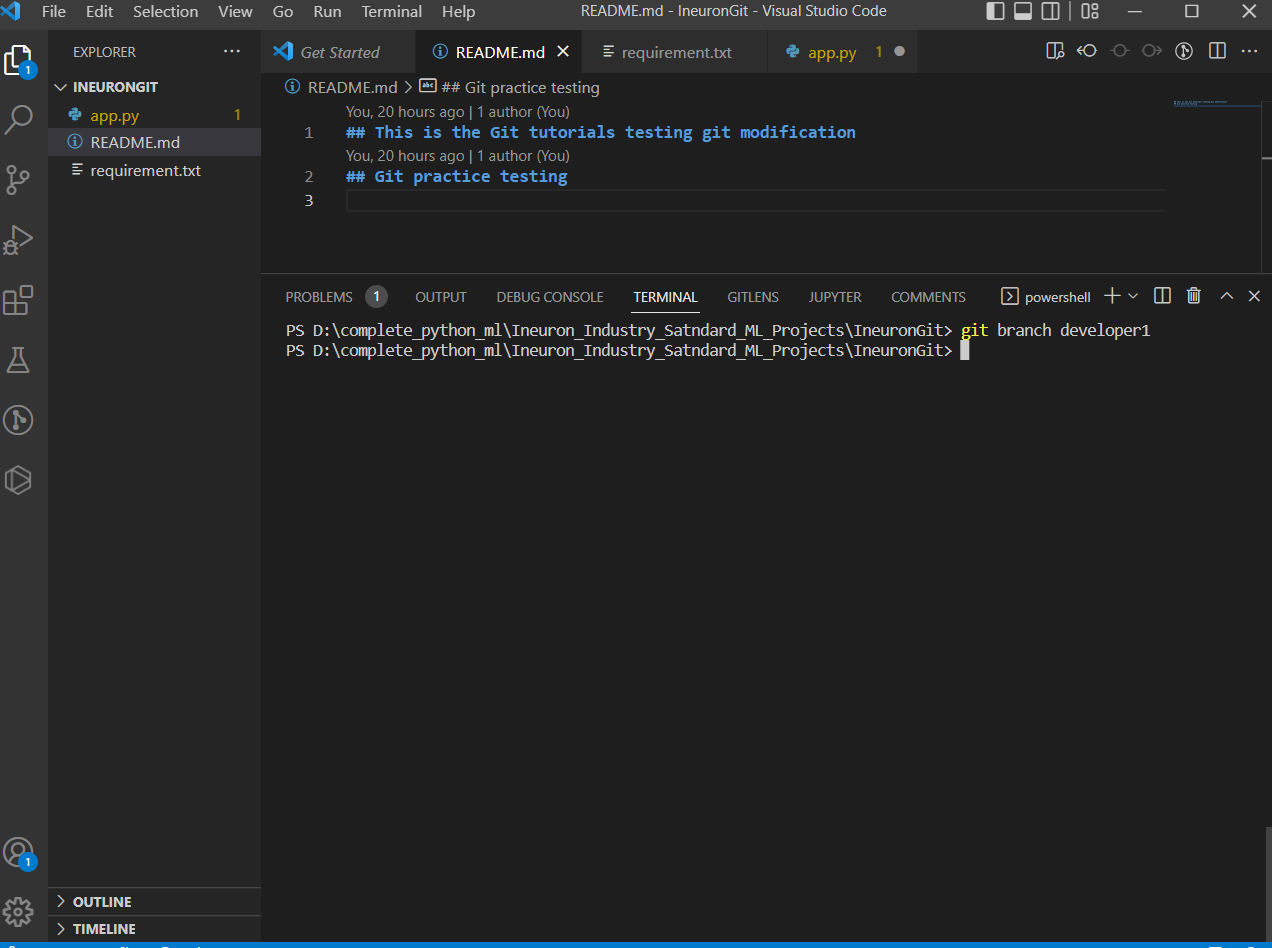 File Edit Selection View Go Run Terminal Help README.md - IneuronGit - Visual Studio Code
EXPLORER ···
Get Started README.md requirement.txt app.py 1
1
INEURONGIT
README.md > ## Git practice testing
app.py 1
README.md
requirement.txt
You, 20 hours ago | 1 author (You)
1 ## This is the Git tutorials testing git modification
You, 20 hours ago | 1 author (You)
2 ## Git practice testing
3
PROBLEMS 1 OUTPUT DEBUG CONSOLE TERMINAL GITLENS JUPYTER COMMENTS powershell
PS D:\complete_python_ml\Ineuron_Industry_Satndard_ML_Projects\IneuronGit> git branch developer1
PS D:\complete_python_ml\Ineuron_Industry_Satndard_ML_Projects\IneuronGit>
1
OUTLINE
TIMELINE